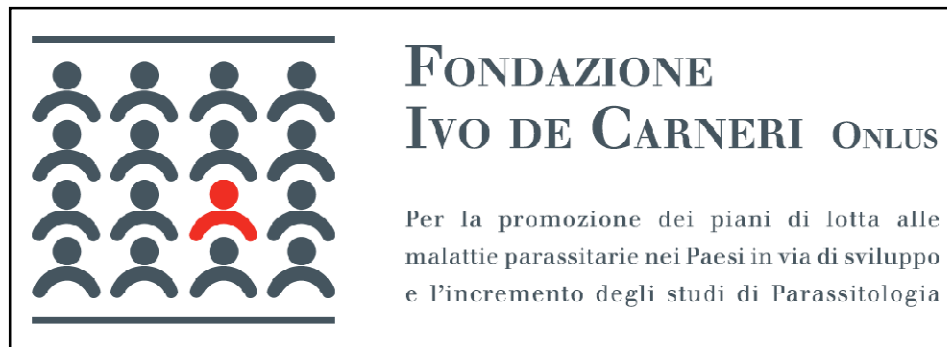 FONDAZIONE
IVO DE CARNERI ONLUS
Per la promozione dei piani di lotta alle
malattie parassitarie nei Paesi in via di sviluppo
e l'incremento degli studi di Parassitologia